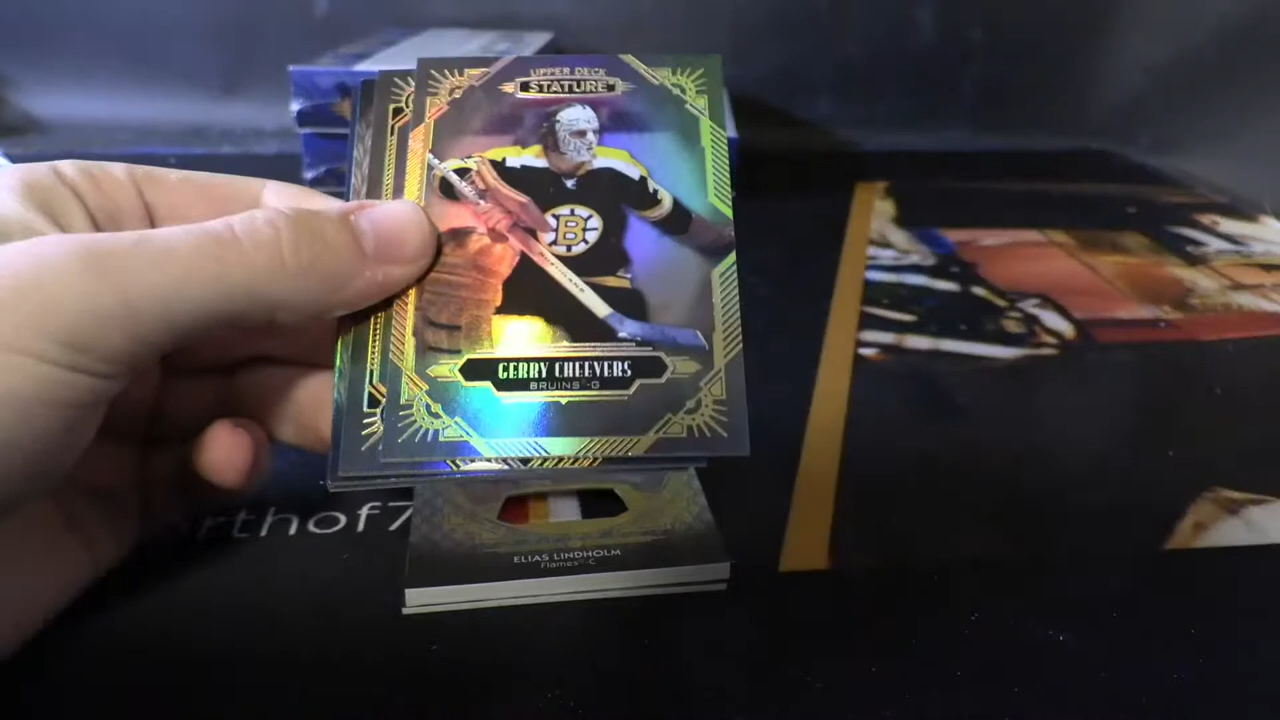 UPPER DECK
STATURE
B
GERRY CHEEVERS
BRUINS®-G
rthof7
ELIAS LINDHOLM
Flames®-C